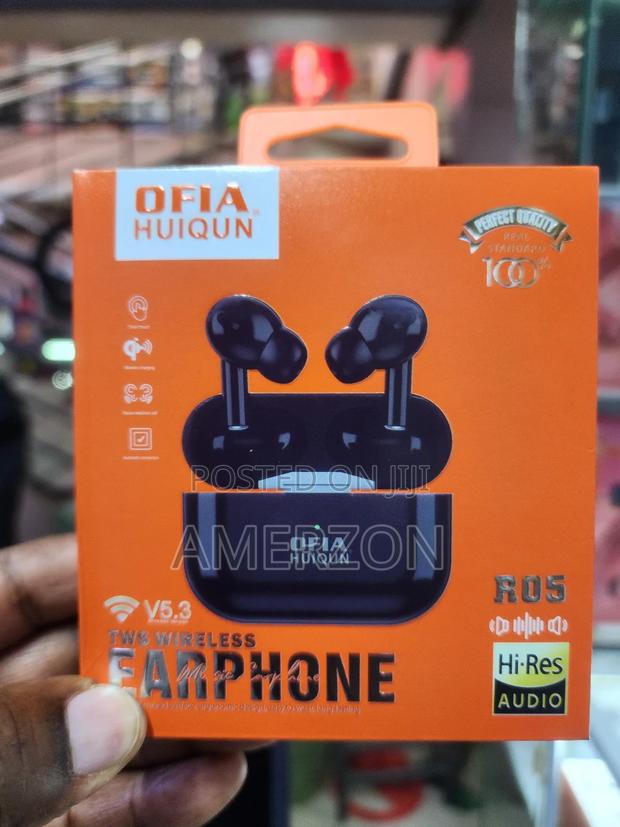 OFIA
HUIQUN
PERFECT QUALITY
REAL
STANDARD
100%
POSTED ON JIJI
AMERZON
OFIA
HUIQUN
V5.3
R05
TWS WIRELESS
EARPHONE
Hi-Res
AUDIO